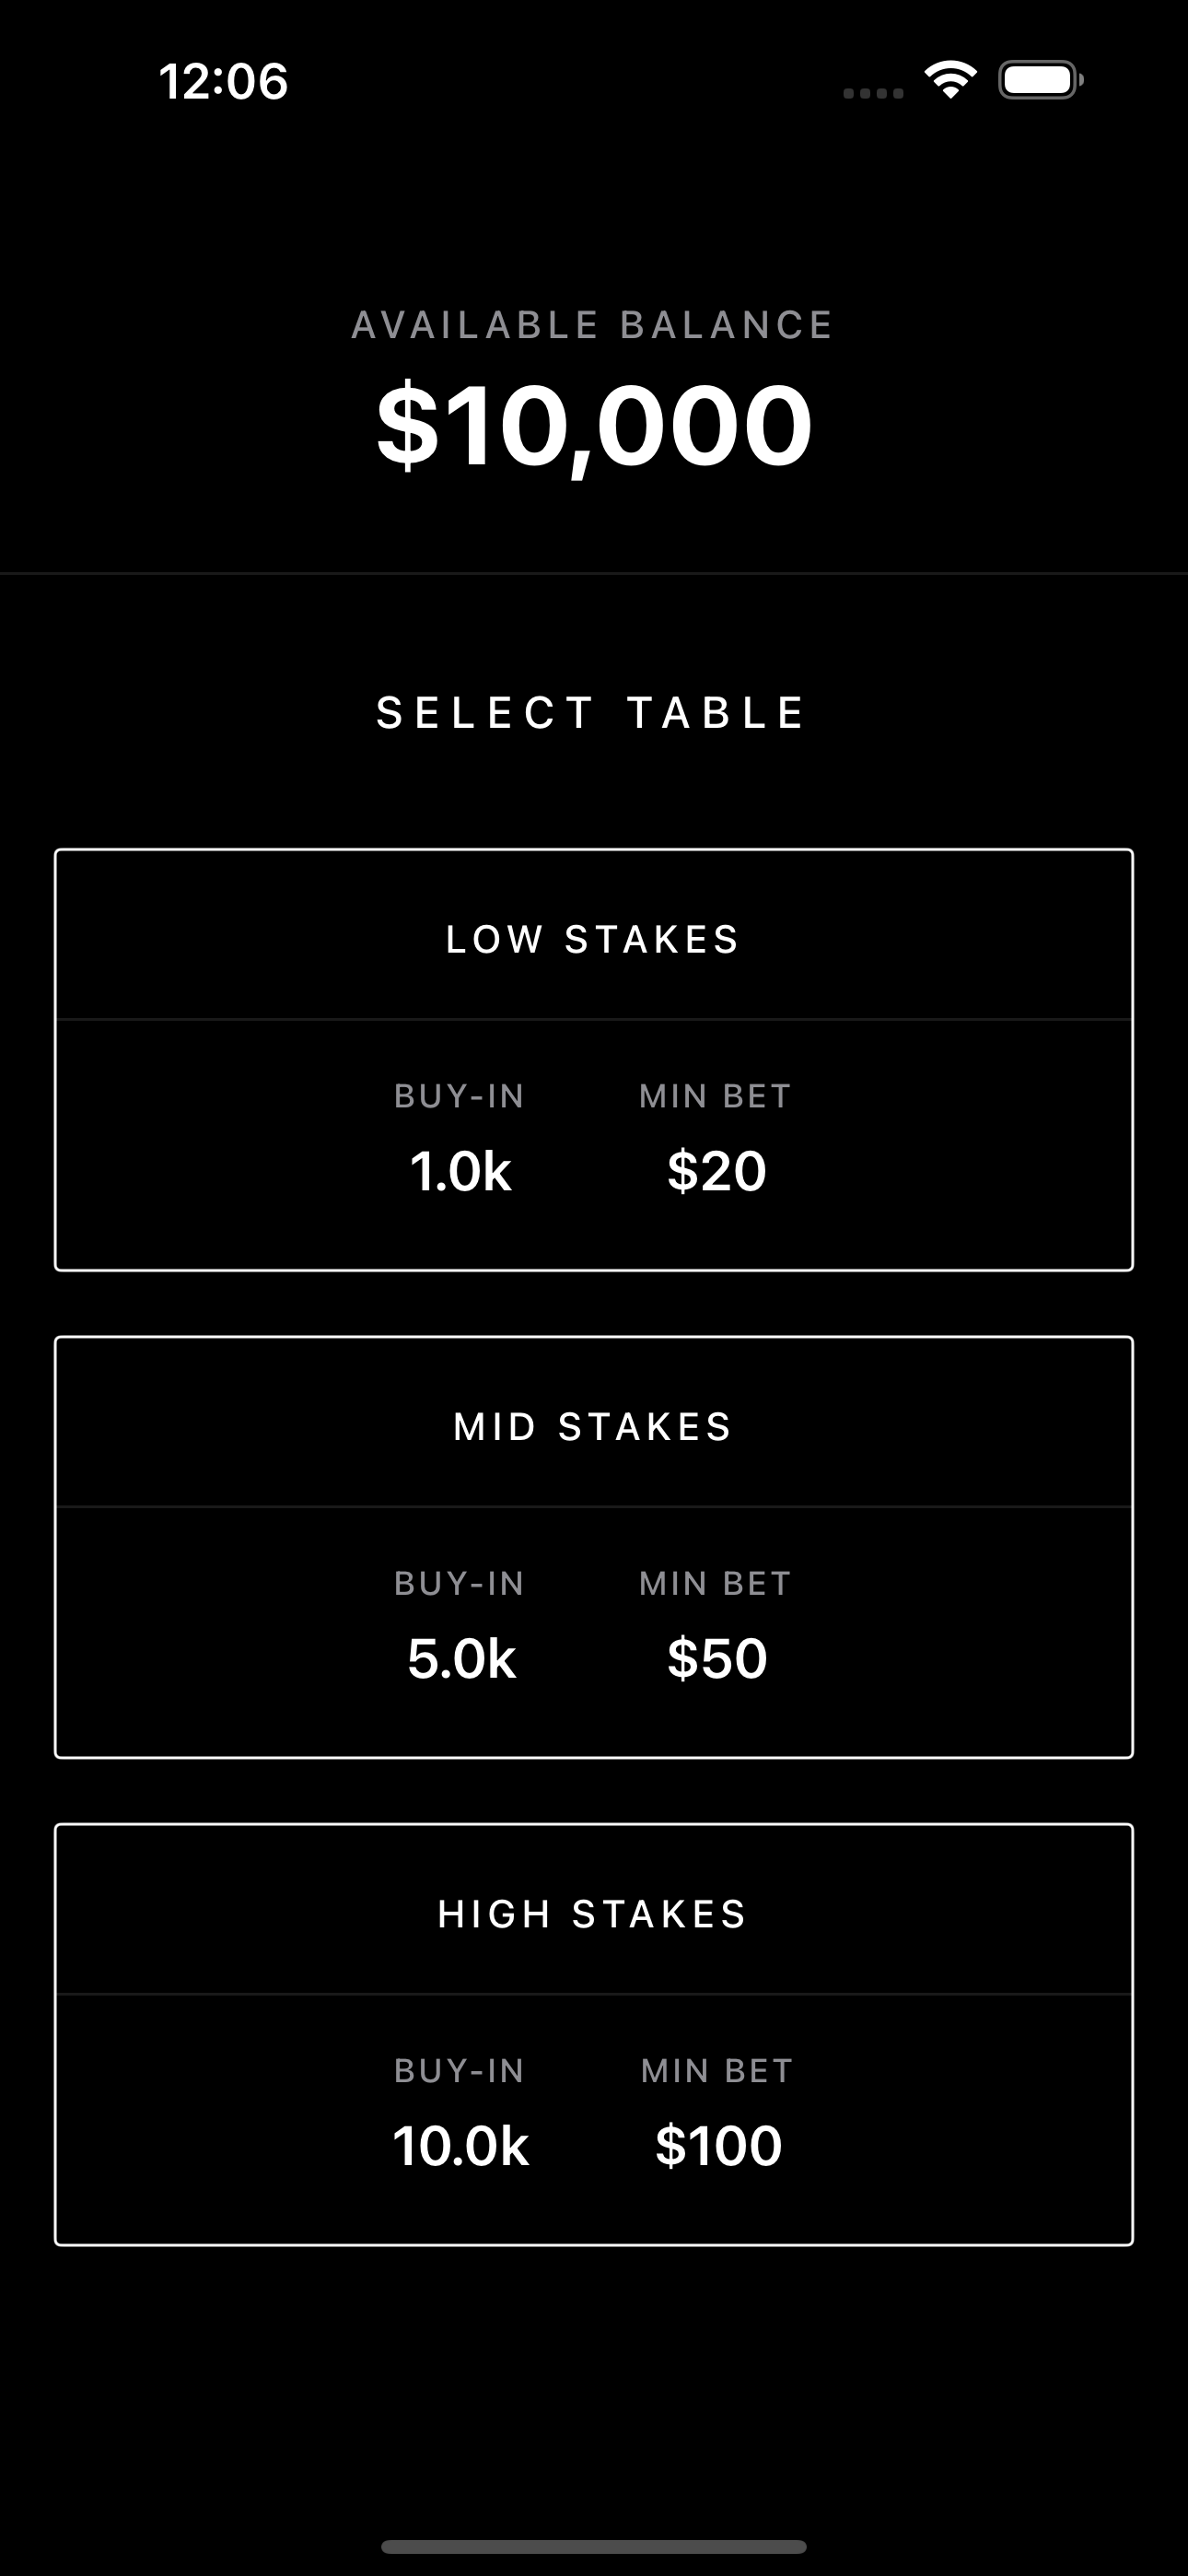 12:06
AVAILABLE BALANCE
$10,000
SELECT TABLE
LOW STAKES
BUY-IN MIN BET
1.0k $20
MID STAKES
BUY-IN MIN BET
5.0k $50
HIGH STAKES
BUY-IN MIN BET
10.0k $100